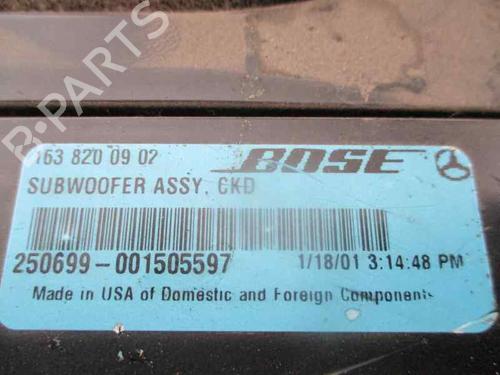 B-PARTS
163 820 09 02 BOSE
SUBWOOFER ASSY. CKD
250699-001505597 1/18/01 3:14:48 PM
Made in USA of Domestic and Foreign Components